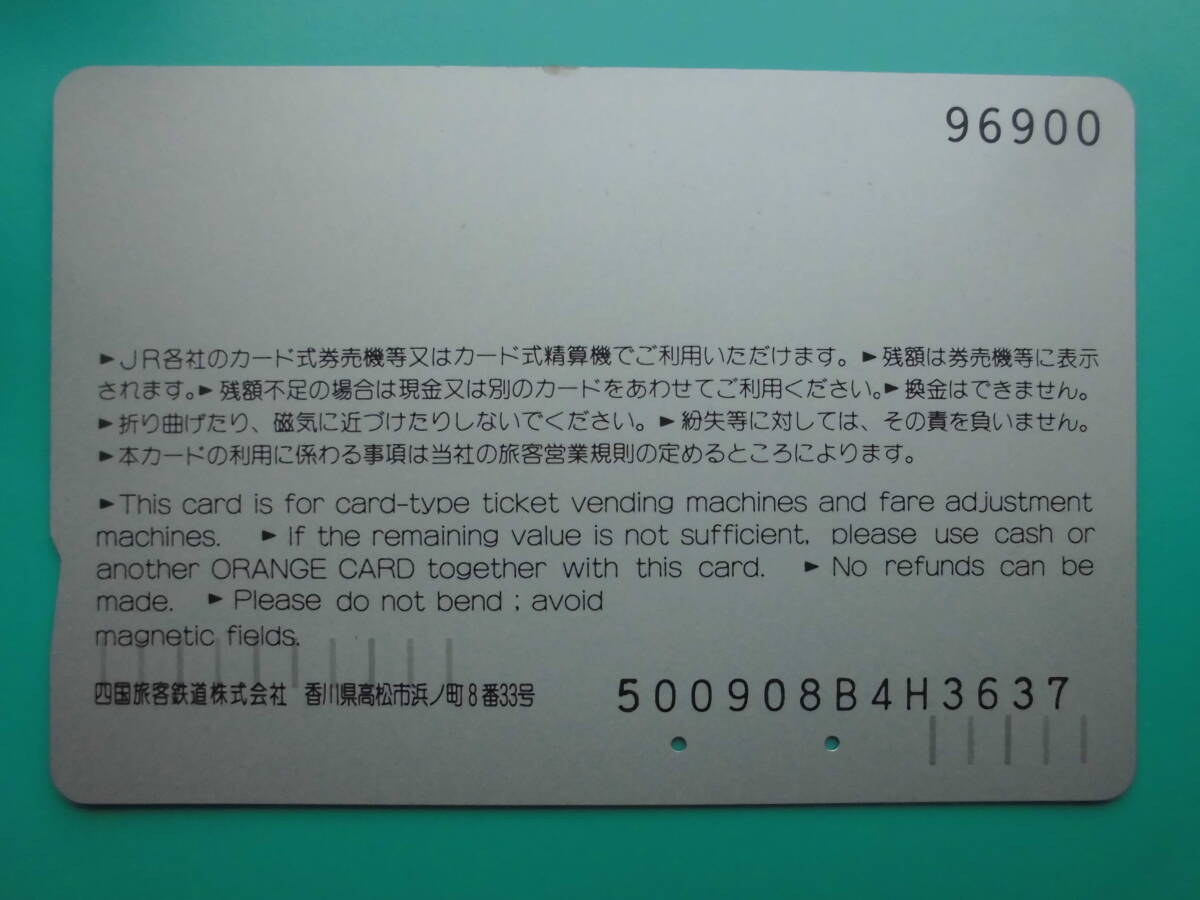 96900
►JR各社のカード式券売機等又はカード式精算機でご利用いただけます。►残額は券売機等に表示
されます。►残額不足の場合は現金又は別のカードをあわせてご利用ください。►換金はできません。
►折り曲げたり、磁気に近づけたりしないでください。►紛失等に対しては、その責を負いません。
►本カードの利用に係わる事項は当社の旅客営業規則の定めるところによります。
►This card is for card-type ticket vending machines and fare adjustment
machines. ►If the remaining value is not sufficient, please use cash or
another ORANGE CARD together with this card. ►No refunds can be
made. ►Please do not bend ; avoid
magnetic fields.
四国旅客鉄道株式会社 香川県高松市浜ノ町8番33号
500908B4H3637